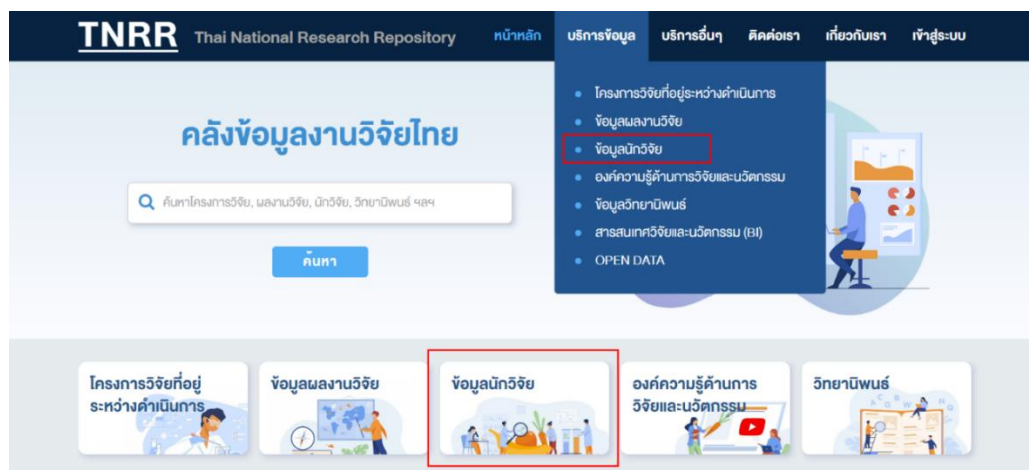 TNRR Thai National Research Repository หน้าหลัก บริการข้อมูล บริการอื่นๆ ติดต่อเรา เกี่ยวกับเรา เข้าสู่ระบบ
โครงการวิจัยที่อยู่ระหว่างดำเนินการ
ข้อมูลผลงานวิจัย
ข้อมูลนักวิจัย
องค์ความรู้ด้านการวิจัยและนวัตกรรม
ข้อมูลวิทยานิพนธ์
สารสนเทศวิจัยและนวัตกรรม (BI)
OPEN DATA
คลังข้อมูลงานวิจัยไทย
ค้นหาโครงการวิจัย, ผลงานวิจัย, นักวิจัย, วิทยานิพนธ์ ฯลฯ
ค้นหา
โครงการวิจัยที่อยู่
ระหว่างดำเนินการ
ข้อมูลผลงานวิจัย
ข้อมูลนักวิจัย
องค์ความรู้ด้านการ
วิจัยและนวัตกรรม
วิทยานิพนธ์